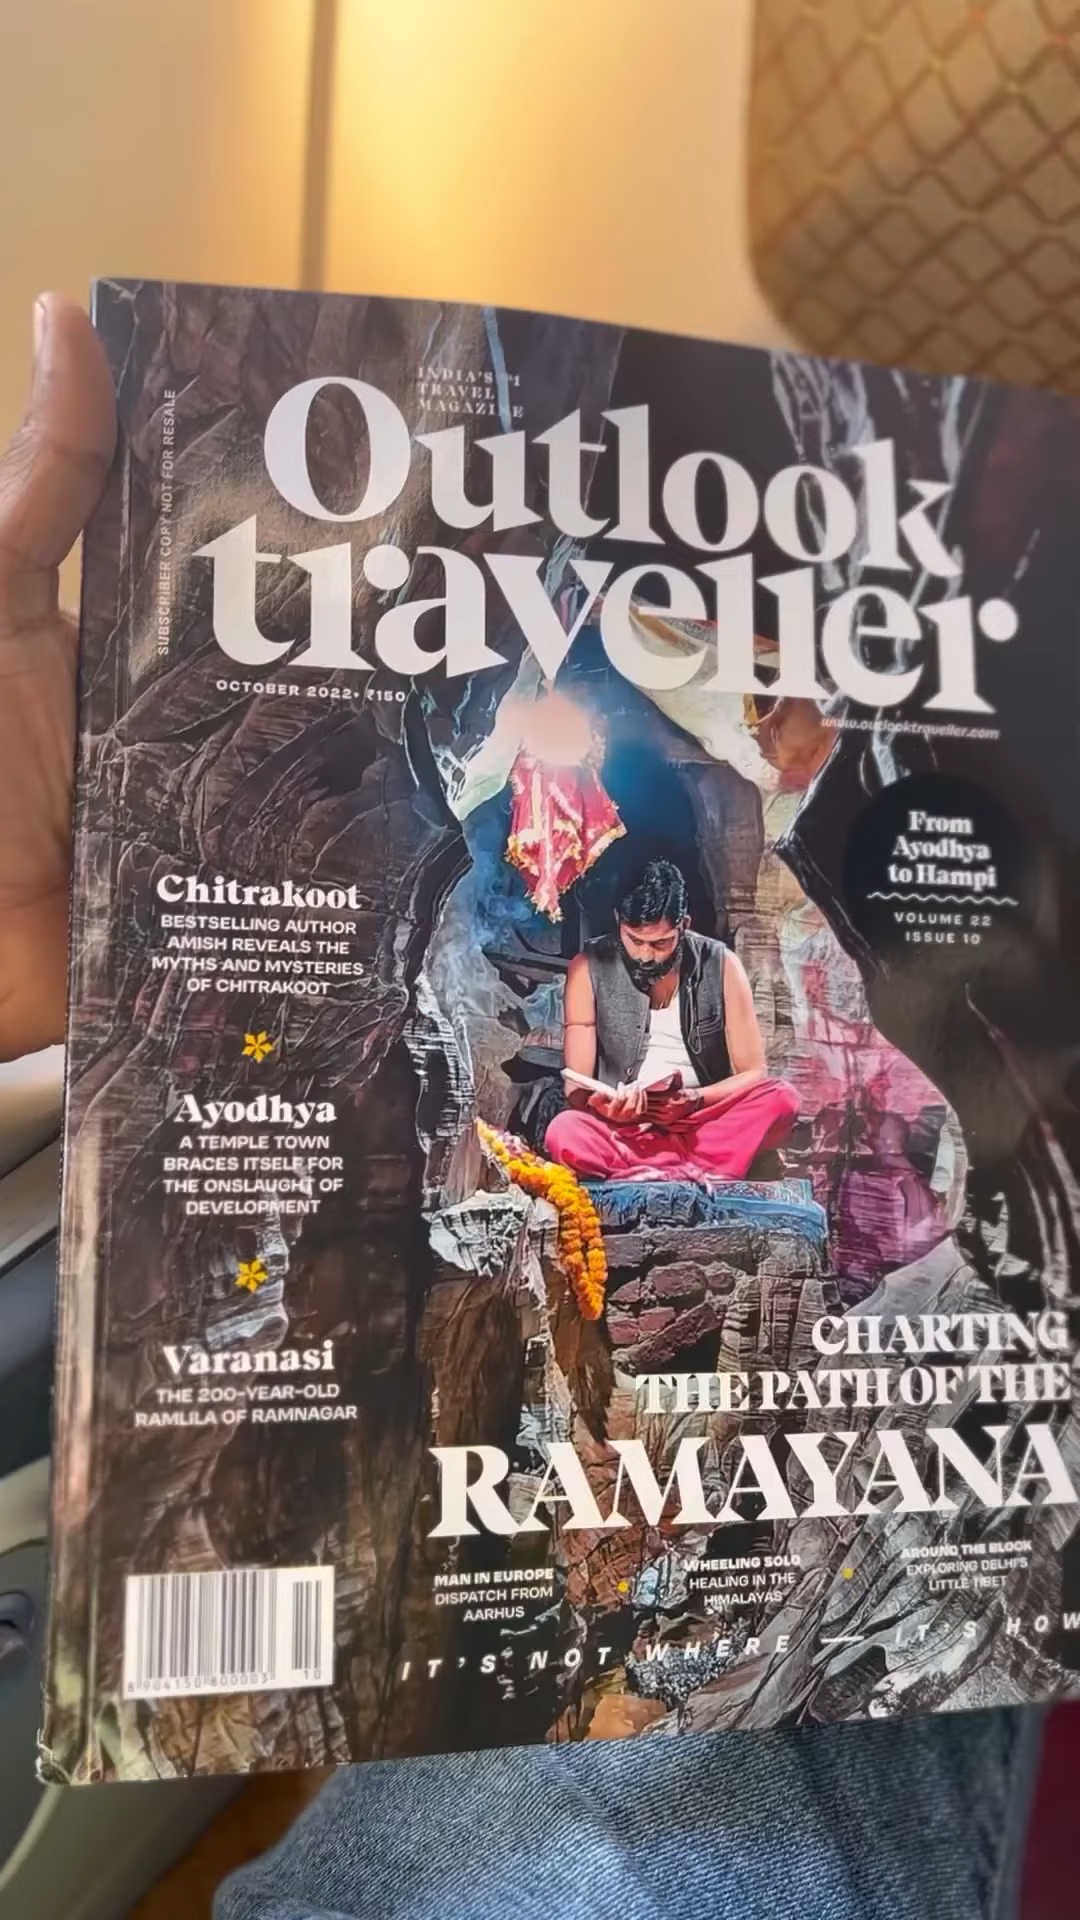 INDIA'S #1
TRAVEL
MAGAZINE
Outlook
traveller
SUBSCRIBER COPY NOT FOR RESALE
OCTOBER 2022• ₹150
www.outlooktraveller.com
From
Ayodhya
to Hampi
VOLUME 22
ISSUE 10
Chitrakoot
BESTSELLING AUTHOR
AMISH REVEALS THE
MYTHS AND MYSTERIES
OF CHITRAKOOT
Ayodhya
A TEMPLE TOWN
BRACES ITSELF FOR
THE ONSLAUGHT OF
DEVELOPMENT
Varanasi
THE 200-YEAR-OLD
RAMLILA OF RAMNAGAR
CHARTING
THE PATH OF THE
RAMAYANA
MAN IN EUROPE
DISPATCH FROM
AARHUS
WHEELING SOLO
HEALING IN THE
HIMALAYAS
AROUND THE BLOCK
EXPLORING DELHI'S
LITTLE TIBET
IT'S NOT WHERE — IT'S HOW
8 904150 800003
10